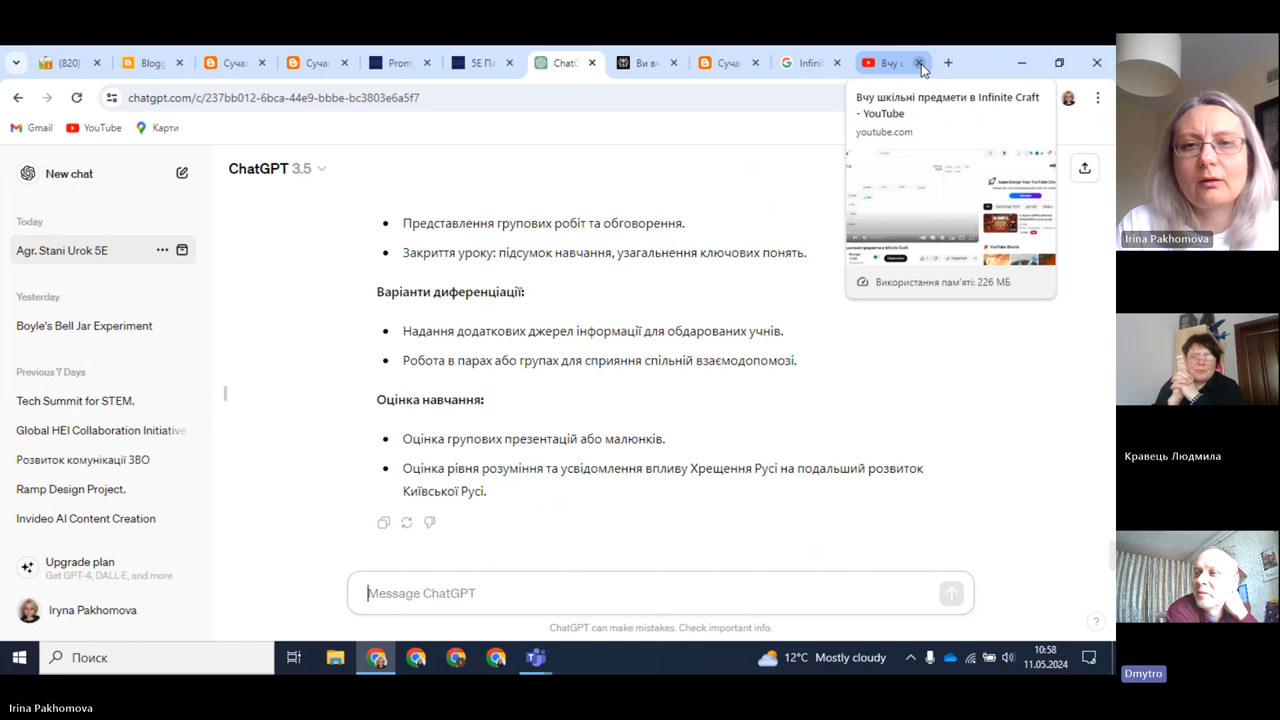 (820)
Blogg
Сучас
Сучас
Prom
5E Пл
ChatG
Ви вч
Сучас
Infini
Вчу ш
chatgpt.com/c/237bb012-6bca-44e9-bbbe-bc3803e6a5f7
Gmail
YouTube
Карти
Вчу шкільні предмети в Infinite Craft
- YouTube
youtube.com
Використання пам'яті: 226 МБ
New chat
ChatGPT 3.5
Today
Agr. Stani Urok 5E
Yesterday
Boyle's Bell Jar Experiment
Previous 7 Days
Tech Summit for STEM.
Global HEI Collaboration Initiative
Розвиток комунікації ЗВО
Ramp Design Project.
Invideo AI Content Creation
Upgrade plan
Get GPT-4, DALL·E, and more
Iryna Pakhomova
Представлення групових робіт та обговорення.
Закриття уроку: підсумок навчання, узагальнення ключових понять.
Варіанти диференціації:
Надання додаткових джерел інформації для обдарованих учнів.
Робота в парах або групах для сприяння спільній взаємодопомозі.
Оцінка навчання:
Оцінка групових презентацій або малюнків.
Оцінка рівня розуміння та усвідомлення впливу Хрещення Русі на подальший розвиток
Київської Русі.
Message ChatGPT
ChatGPT can make mistakes. Check important info.
?
Поиск
12°C Mostly cloudy
10:58
11.05.2024
Irina Pakhomova
Кравець Людмила
Dmytro
Irina Pakhomova